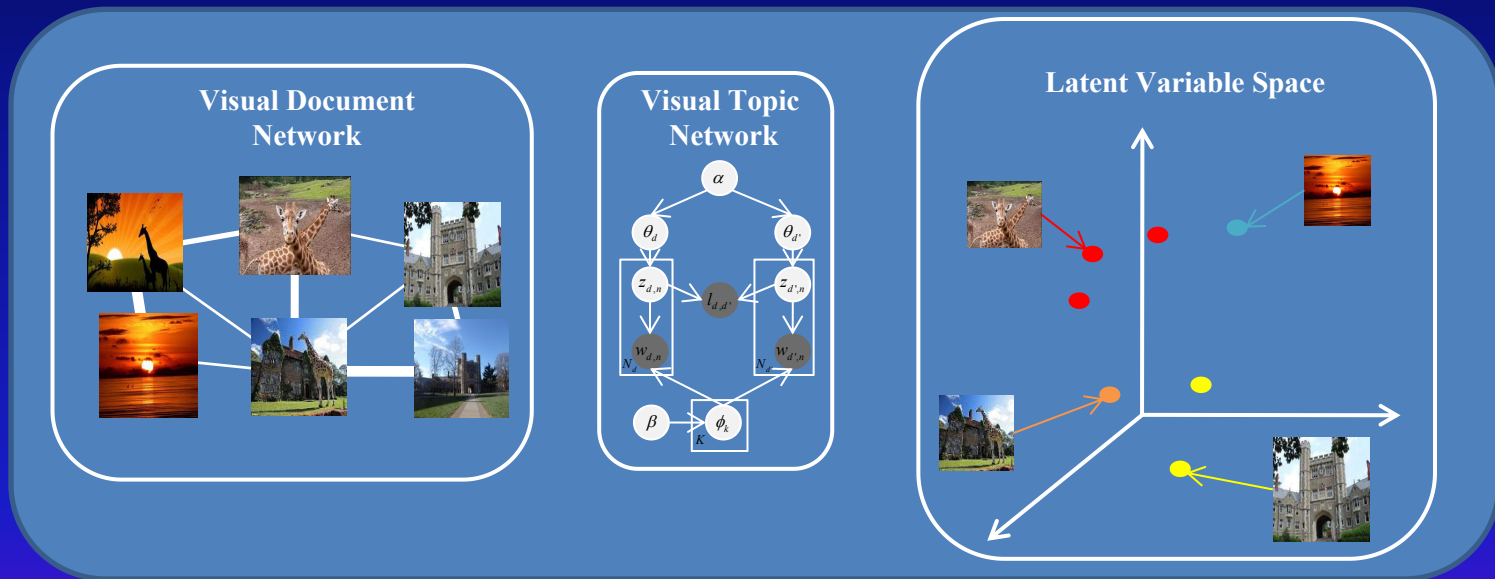 Visual Document
Network
Visual Topic
Network
α
θd θd'
zd,n ld,d' zd',n
wd,n wd',n
Nd Nd
β ϕk
K
Latent Variable Space